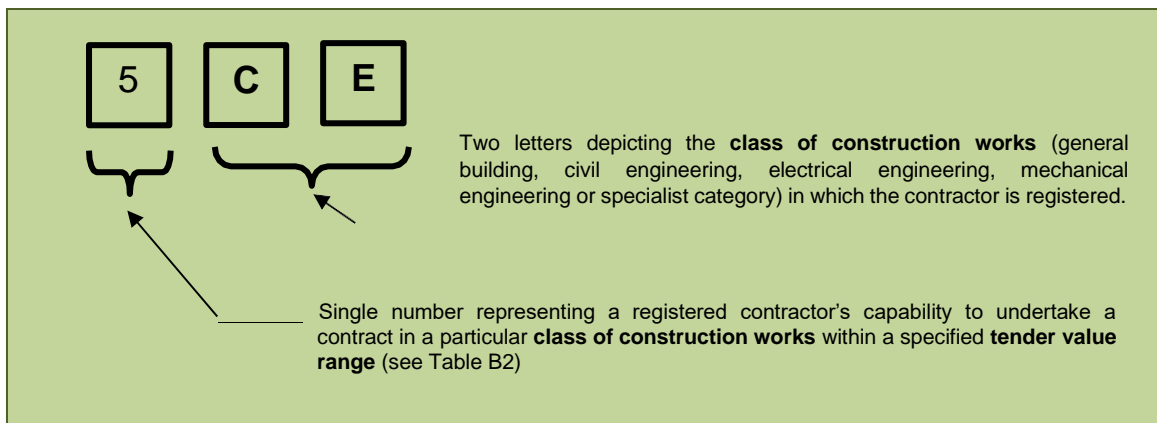 5 C E
Two letters depicting the class of construction works (general
building, civil engineering, electrical engineering, mechanical
engineering or specialist category) in which the contractor is registered.
Single number representing a registered contractor's capability to undertake a
contract in a particular class of construction works within a specified tender value
range (see Table B2)